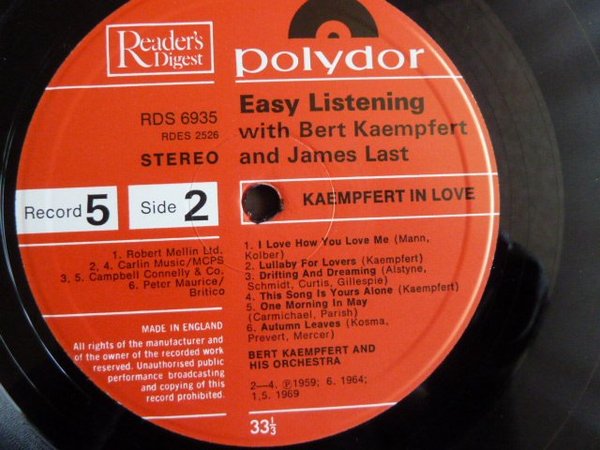 Reader's
Digest
polydor
RDS 6935
RDES 2526
STEREO
Easy Listening
with Bert Kaempfert
and James Last
Record 5 Side 2
KAEMPFERT IN LOVE
1. Robert Mellin Ltd.
2, 4. Carlin Music/MCPS
3, 5. Campbell Connelly & Co.
6. Peter Maurice/
Britico
1. I Love How You Love Me (Mann,
Kolber)
2. Lullaby For Lovers (Kaempfert)
3. Drifting And Dreaming (Alstyne,
Schmidt, Curtis, Gillespie)
4. This Song Is Yours Alone (Kaempfert)
5. One Morning In May
(Carmichael, Parish)
6. Autumn Leaves (Kosma,
Prevert, Mercer)
BERT KAEMPFERT AND
HIS ORCHESTRA
2—4. ℗1959; 6. 1964;
1,5. 1969
MADE IN ENGLAND
All rights of the manufacturer and
of the owner of the recorded work
reserved. Unauthorised public
performance broadcasting
and copying of this
record prohibited.
33⅓